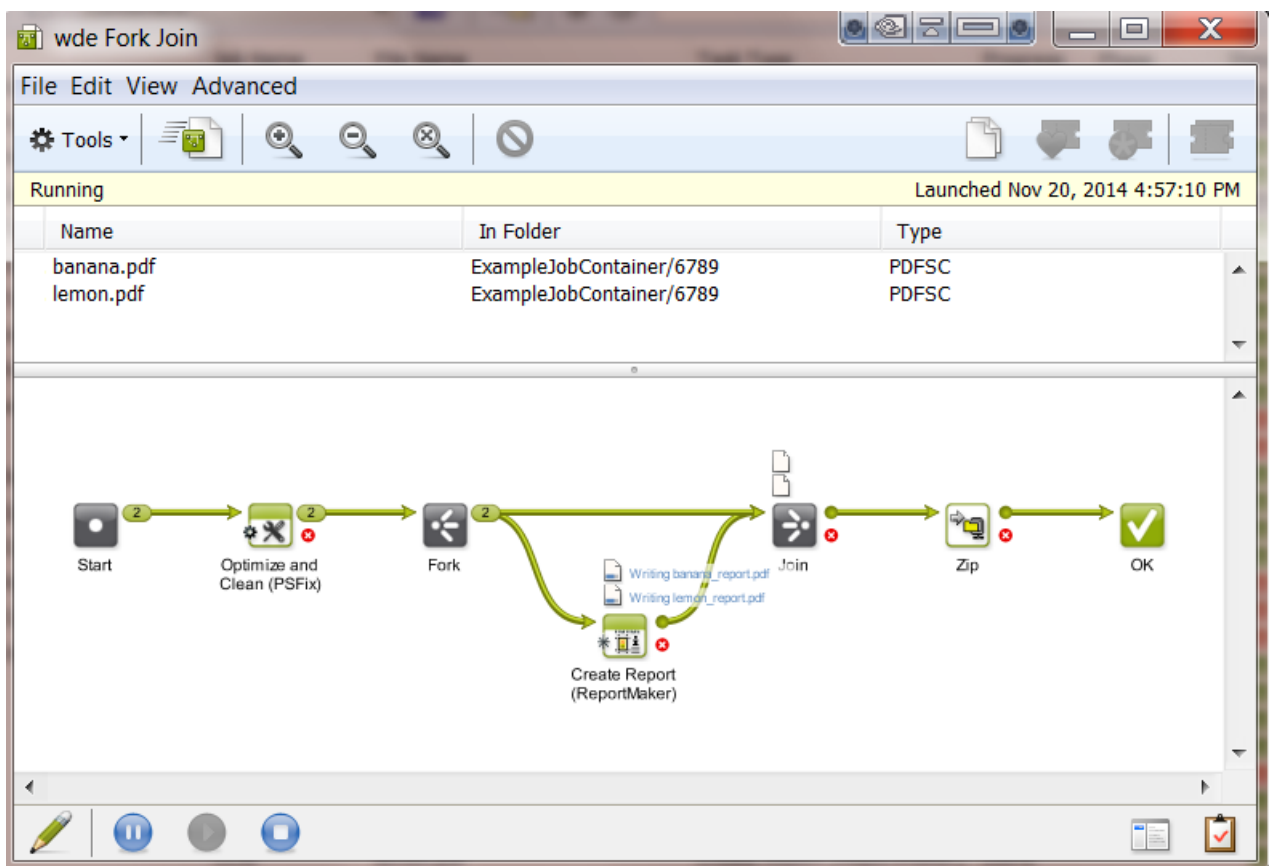 wde Fork Join
File Edit View Advanced
Tools
Running Launched Nov 20, 2014 4:57:10 PM
Name In Folder Type
banana.pdf ExampleJobContainer/6789 PDFSC
lemon.pdf ExampleJobContainer/6789 PDFSC
2 2 2
Start Optimize and Clean (PSFix) Fork Join Zip OK
Writing banana_report.pdf
Writing lemon_report.pdf
Create Report
(ReportMaker)